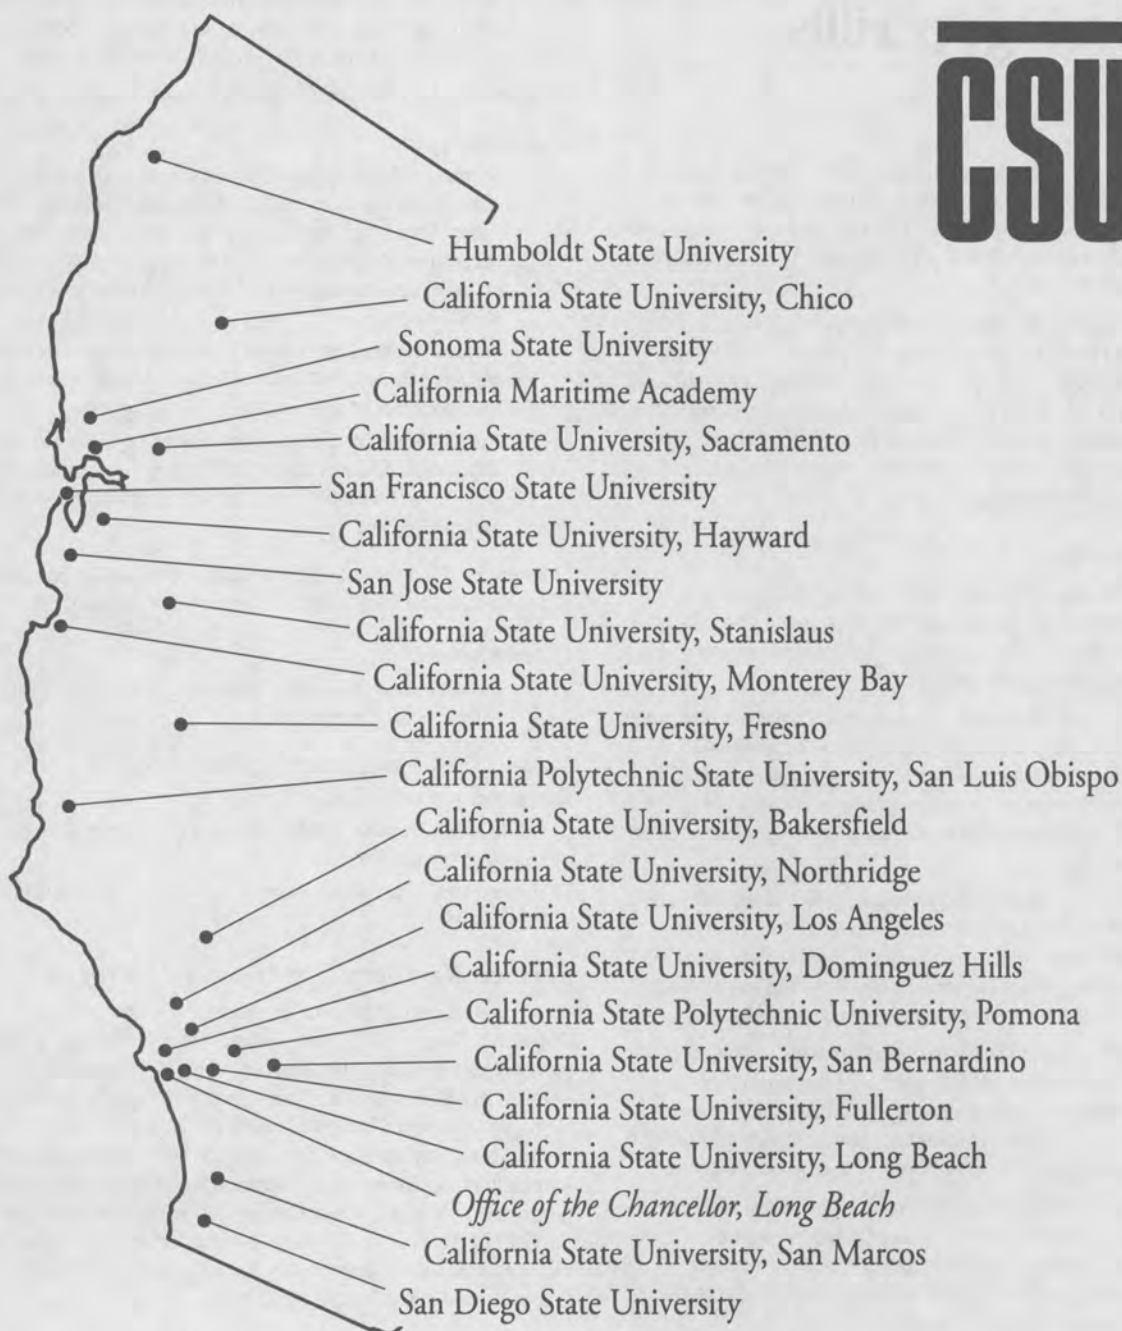 CSU
Humboldt State University
California State University, Chico
Sonoma State University
California Maritime Academy
California State University, Sacramento
San Francisco State University
California State University, Hayward
San Jose State University
California State University, Stanislaus
California State University, Monterey Bay
California State University, Fresno
California Polytechnic State University, San Luis Obispo
California State University, Bakersfield
California State University, Northridge
California State University, Los Angeles
California State University, Dominguez Hills
California State Polytechnic University, Pomona
California State University, San Bernardino
California State University, Fullerton
California State University, Long Beach
Office of the Chancellor, Long Beach
California State University, San Marcos
San Diego State University